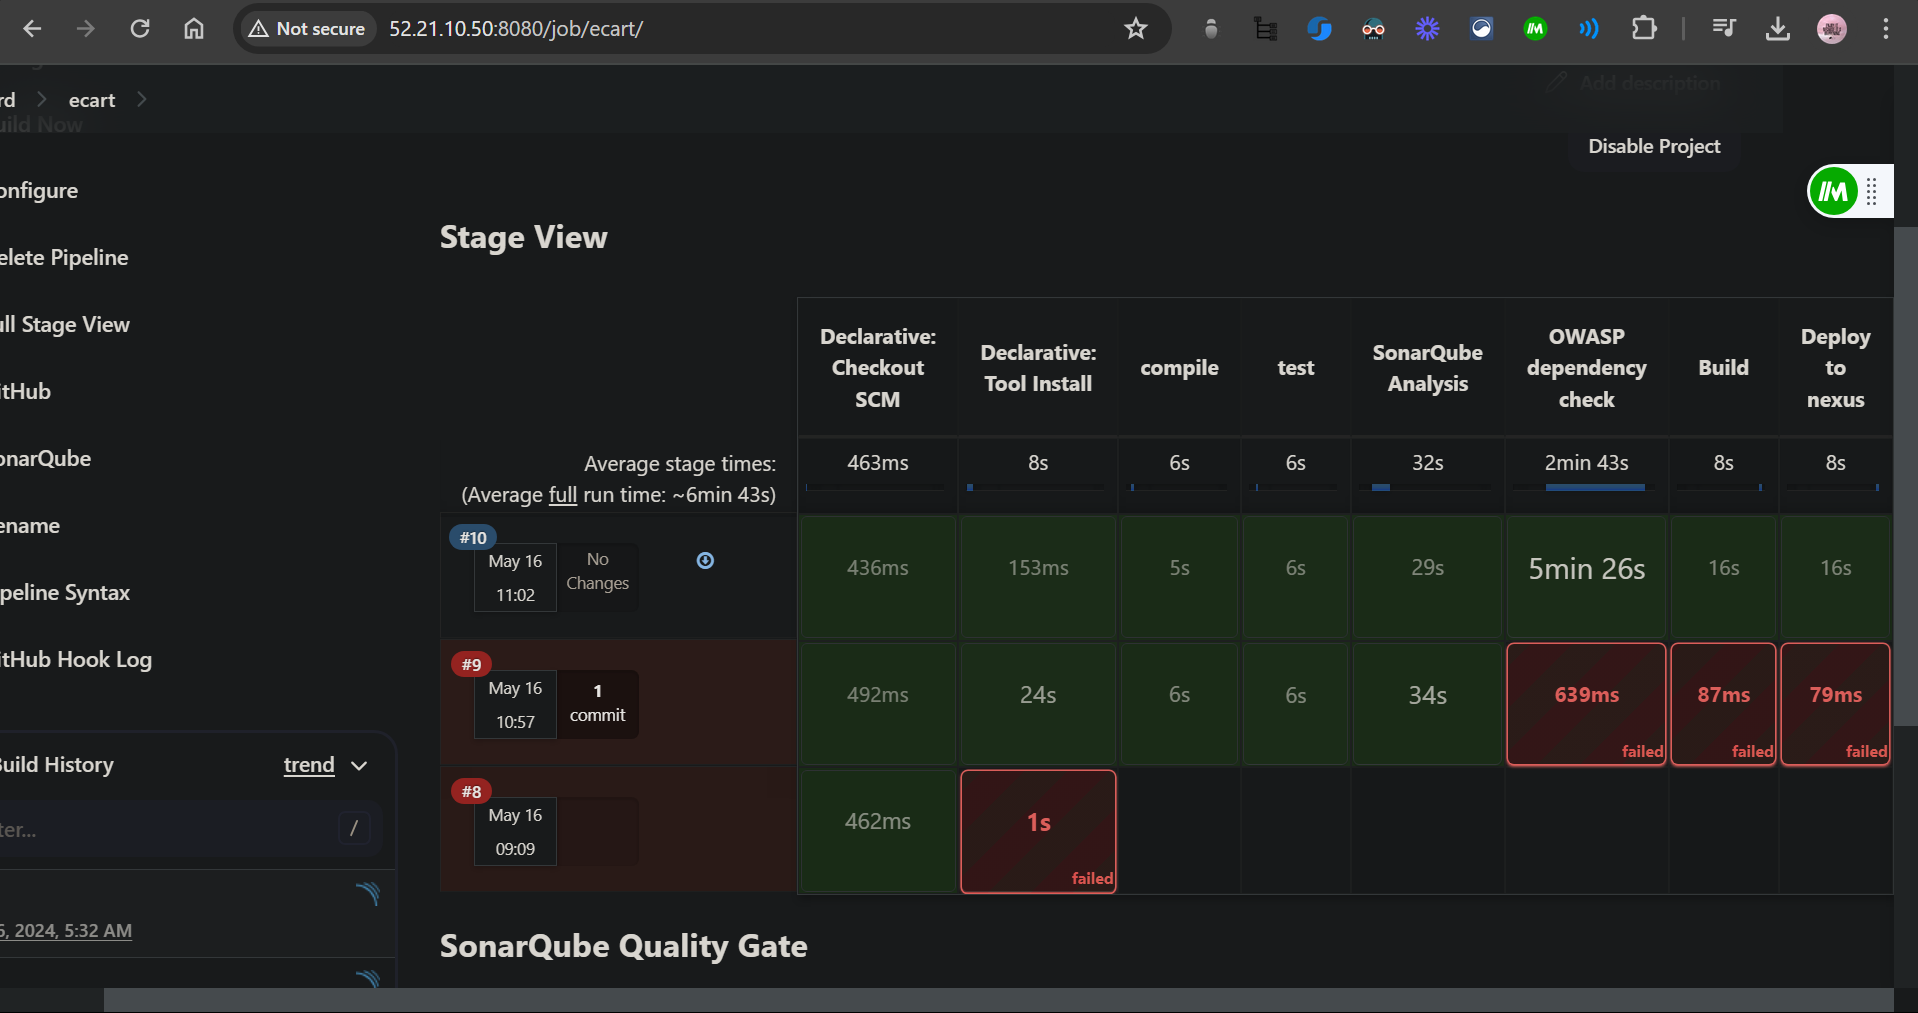 Not secure
52.21.10.50:8080/job/ecart/
rd
ecart
uild Now
Add description
Disable Project
onfigure
elete Pipeline
ull Stage View
itHub
onarQube
ename
ipeline Syntax
itHub Hook Log
Build History
trend
ter...
/
5, 2024, 5:32 AM
Stage View
Declarative: Checkout SCM
Declarative: Tool Install
compile
test
SonarQube Analysis
OWASP dependency check
Build
Deploy to nexus
Average stage times:
(Average full run time: ~6min 43s)
463ms
8s
6s
6s
32s
2min 43s
8s
8s
#10
May 16
11:02
No Changes
436ms
153ms
5s
6s
29s
5min 26s
16s
16s
#9
May 16
10:57
1 commit
492ms
24s
6s
6s
34s
639ms
failed
87ms
failed
79ms
failed
#8
May 16
09:09
462ms
1s
failed
SonarQube Quality Gate